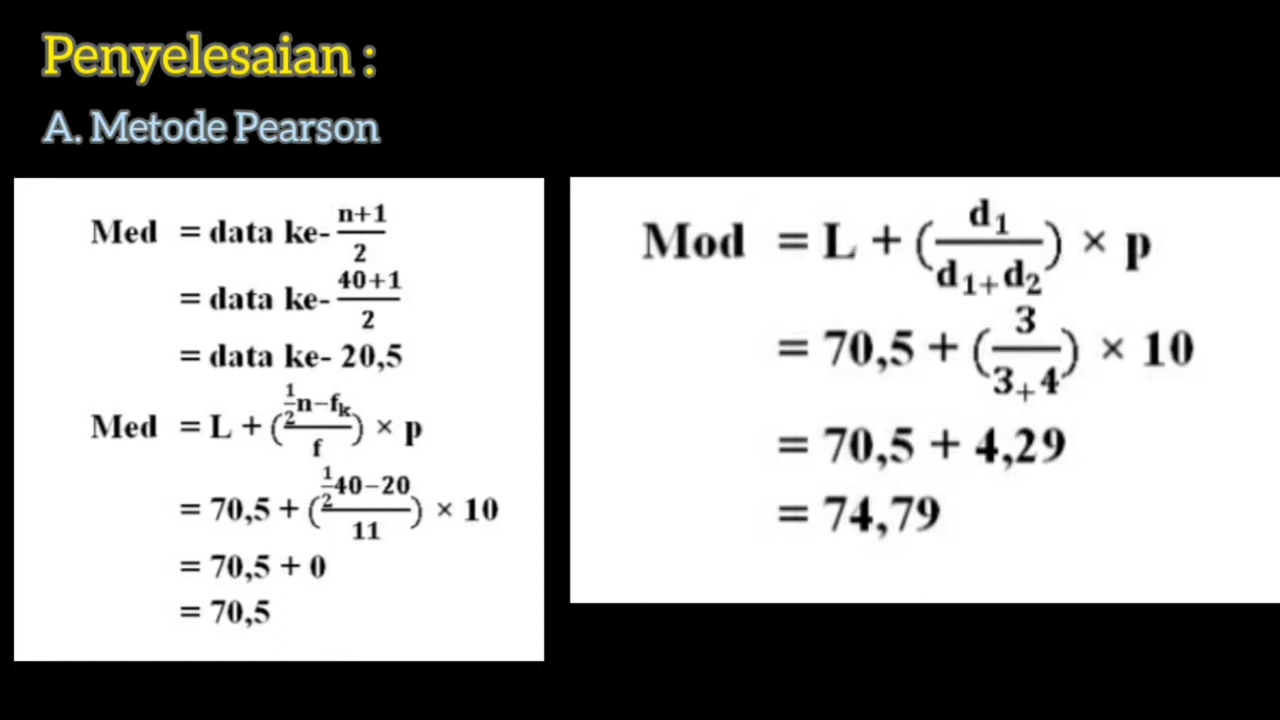 Penyelesaian :
A. Metode Pearson
Med = data ke- n+1/2
= data ke- 40+1/2
= data ke- 20,5
Med = L + (½n−fₖ/f) × p
= 70,5 + (½40−20/11) × 10
= 70,5 + 0
= 70,5
Mod = L + (d₁/d₁₊d₂) × p
= 70,5 + (3/3₊4) × 10
= 70,5 + 4,29
= 74,79